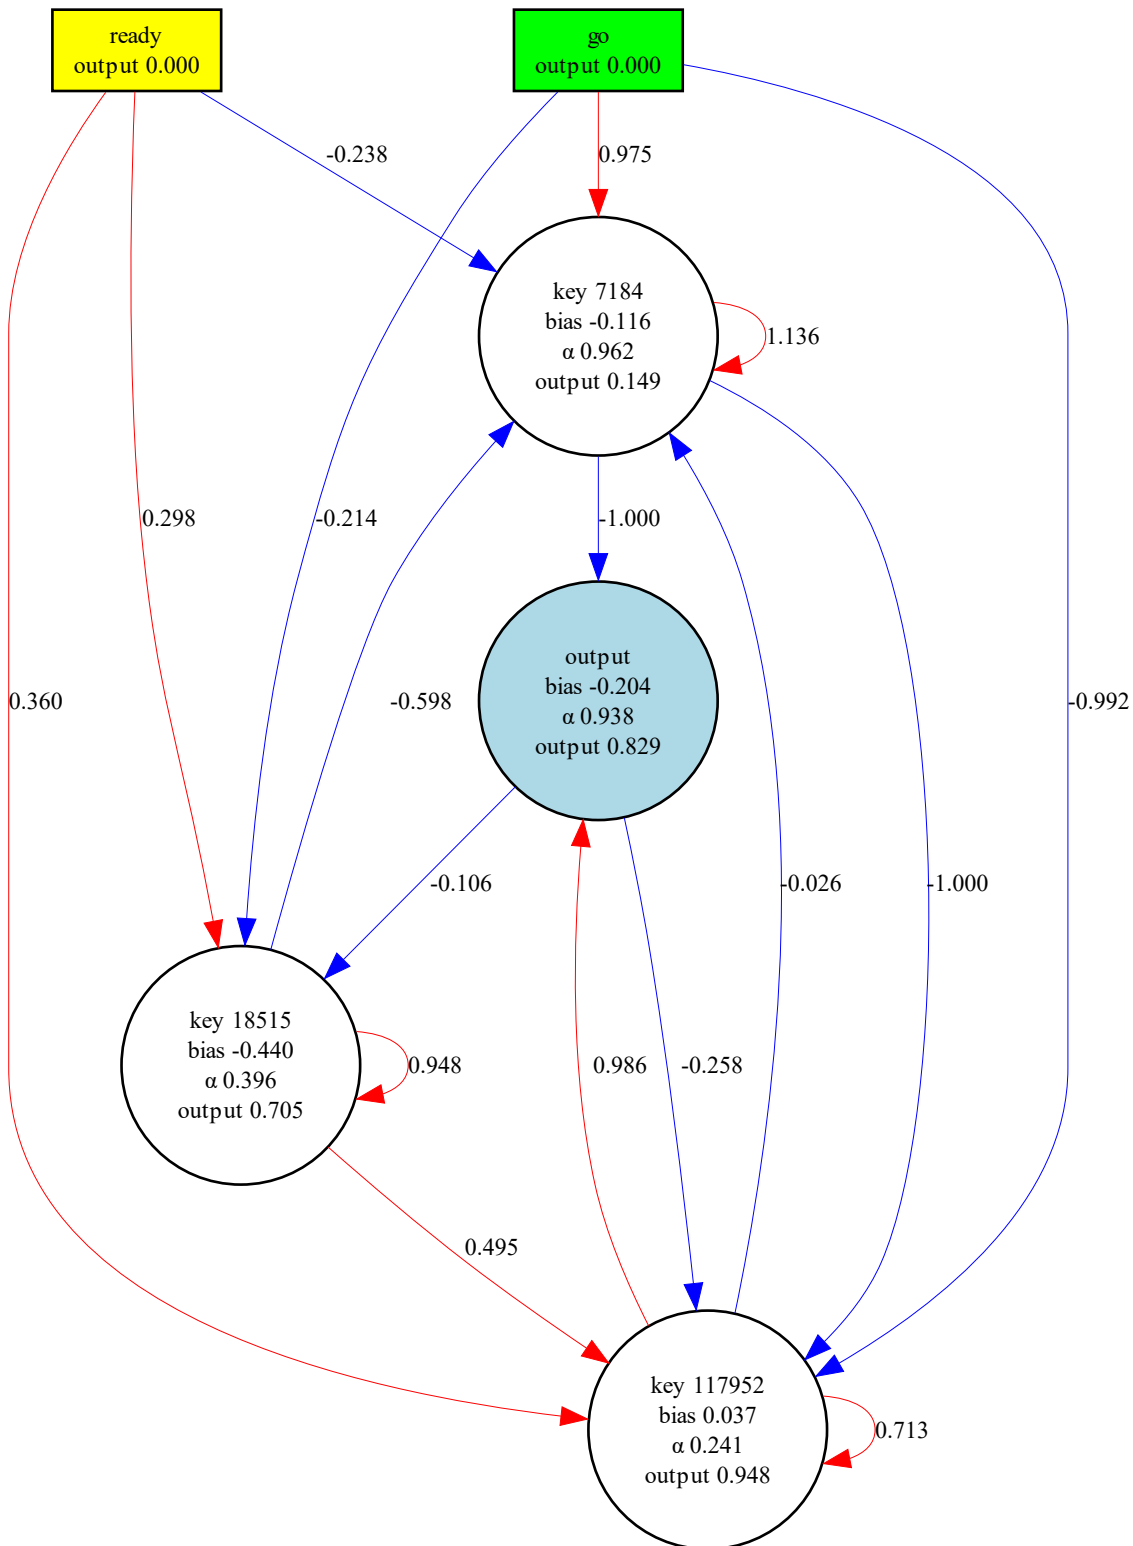 ready
output 0.000
go
output 0.000
-0.238
0.975
key 7184
bias -0.116
α 0.962
output 0.149
1.136
0.298
-0.214
-1.000
output
bias -0.204
α 0.938
output 0.829
0.360
-0.598
-0.992
-0.106
-0.026
-1.000
key 18515
bias -0.440
α 0.396
output 0.705
0.948
0.986
-0.258
0.495
key 117952
bias 0.037
α 0.241
output 0.948
0.713